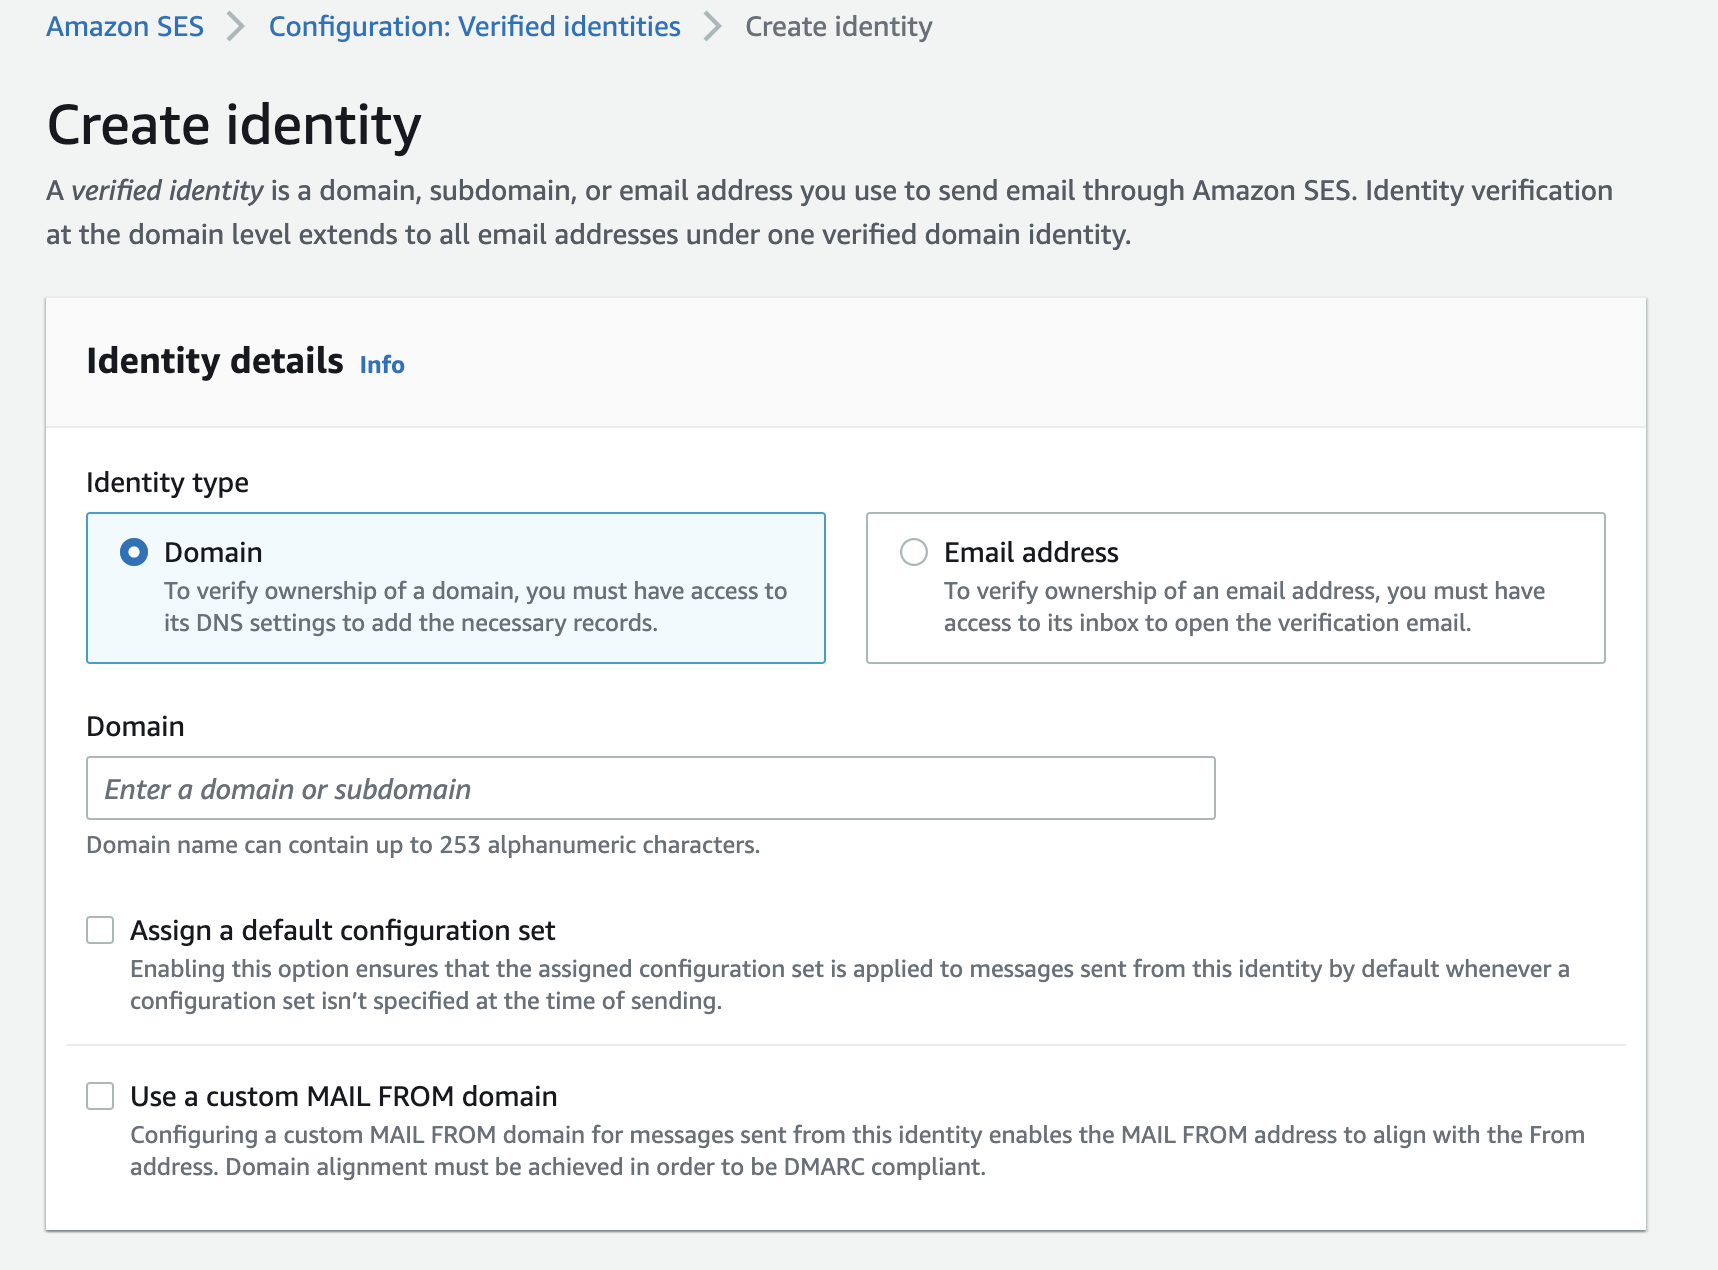 Amazon SES > Configuration: Verified identities > Create identity
Create identity
A verified identity is a domain, subdomain, or email address you use to send email through Amazon SES. Identity verification
at the domain level extends to all email addresses under one verified domain identity.
Identity details Info
Identity type
Domain
To verify ownership of a domain, you must have access to
its DNS settings to add the necessary records.
Email address
To verify ownership of an email address, you must have
access to its inbox to open the verification email.
Domain
Enter a domain or subdomain
Domain name can contain up to 253 alphanumeric characters.
Assign a default configuration set
Enabling this option ensures that the assigned configuration set is applied to messages sent from this identity by default whenever a
configuration set isn’t specified at the time of sending.
Use a custom MAIL FROM domain
Configuring a custom MAIL FROM domain for messages sent from this identity enables the MAIL FROM address to align with the From
address. Domain alignment must be achieved in order to be DMARC compliant.